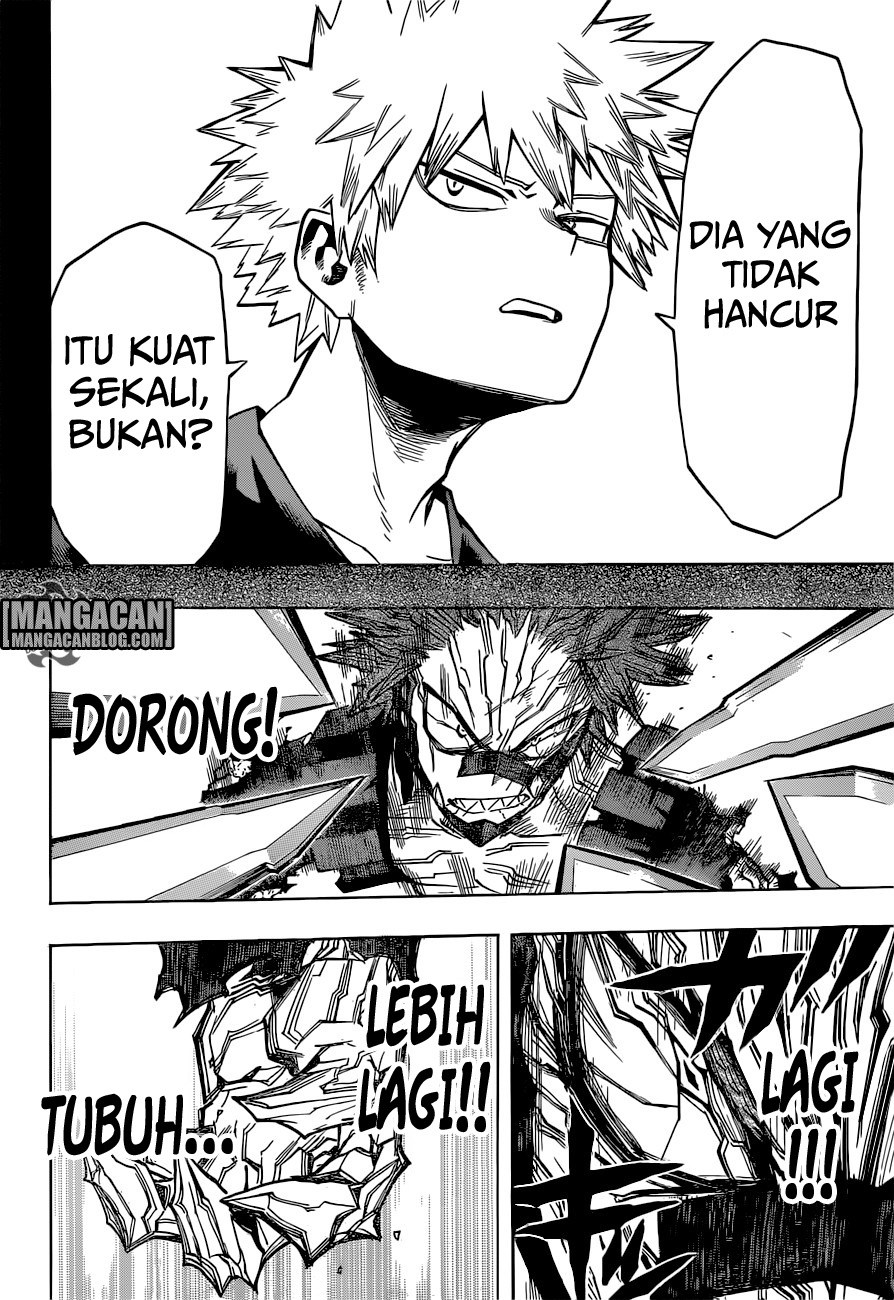 DIA YANG
TIDAK
HANCUR
ITU KUAT
SEKALI,
BUKAN?
[MANGACAN]
MANGACANBLOG.COM
DORONG!
LAGI
!!!
LEBIH
LAGI!!
TUBUH...